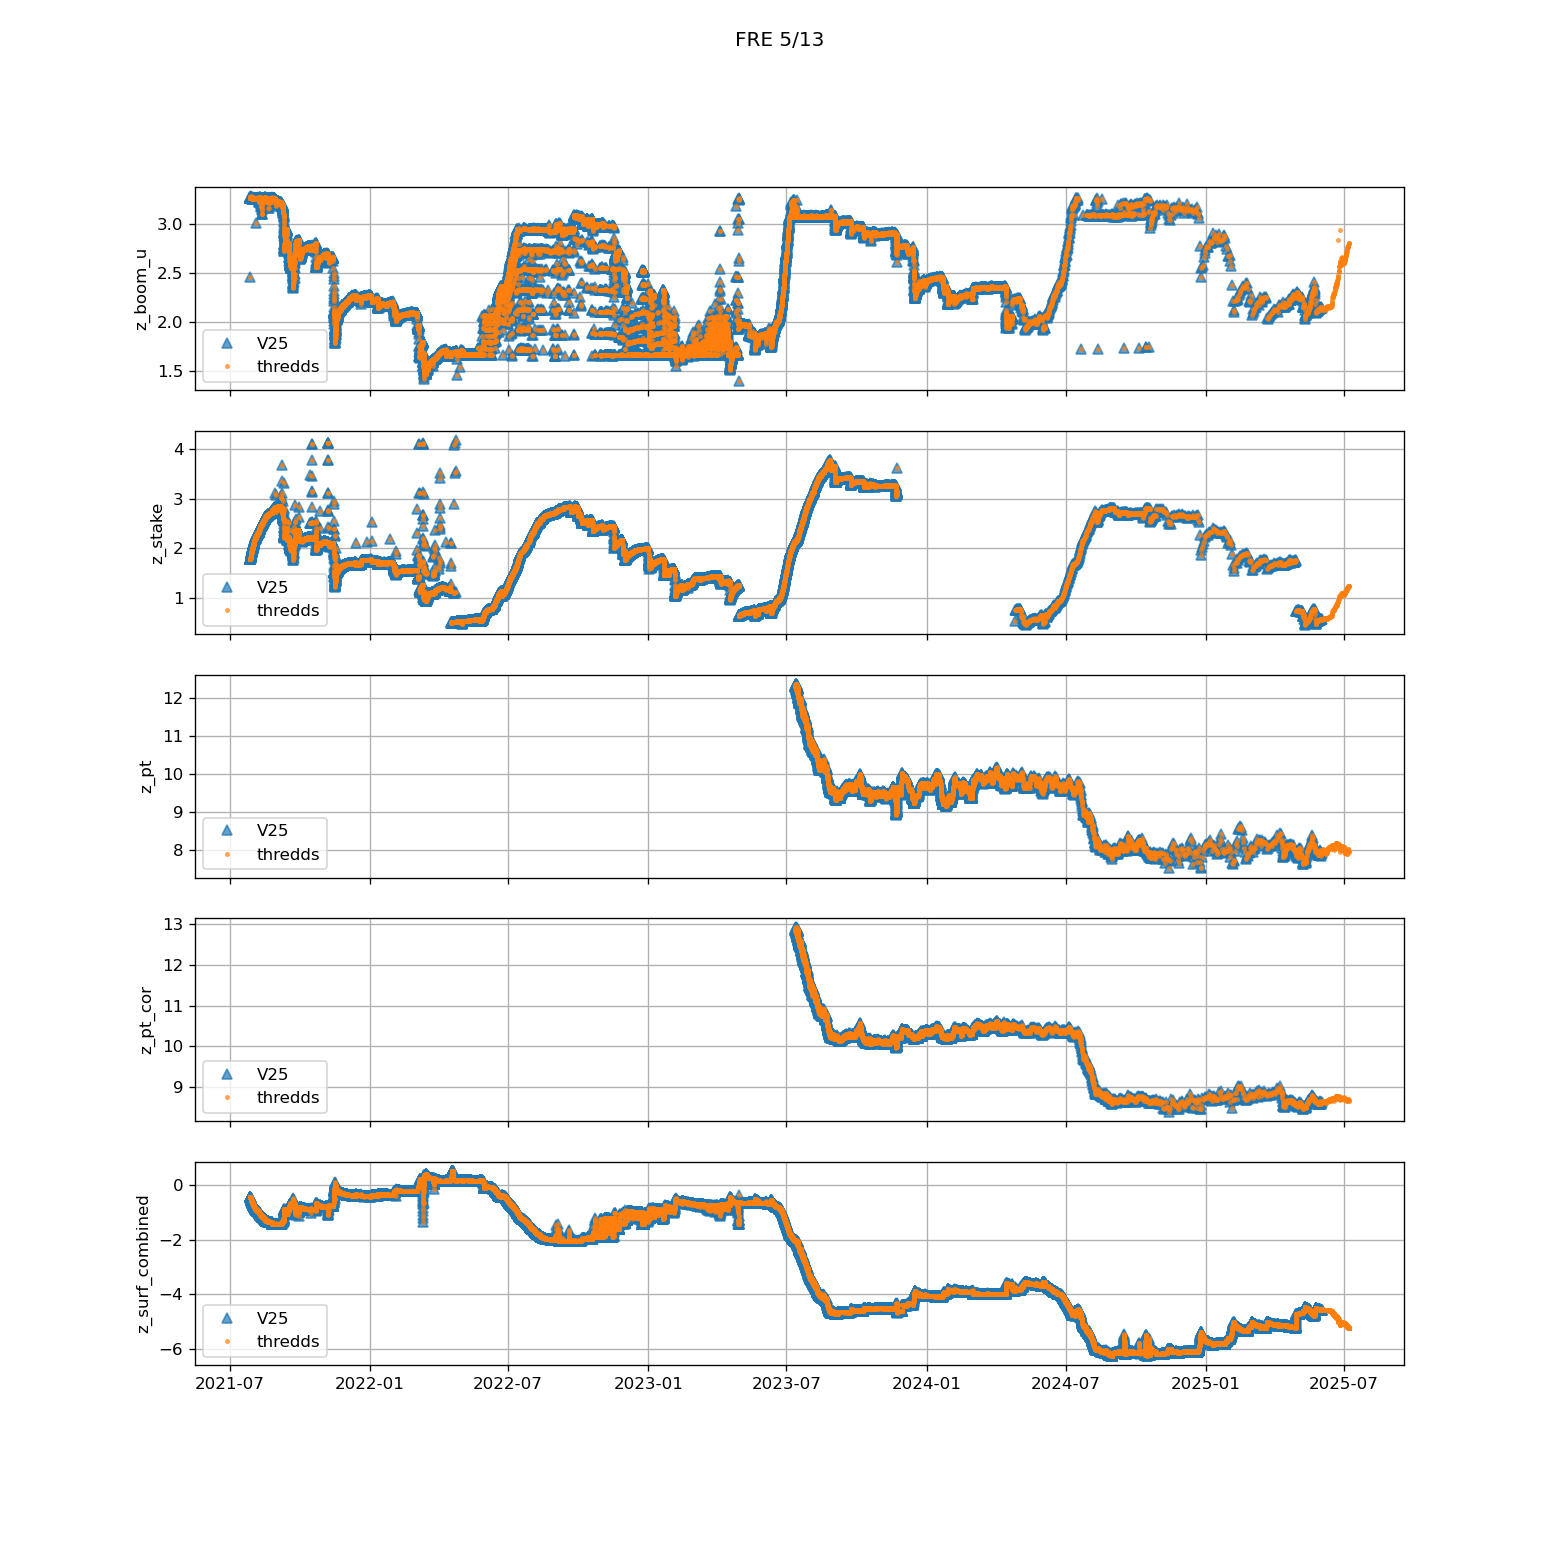 FRE 5/13
z_boom_u
3.0
2.5
2.0
1.5
V25
thredds
z_stake
4
3
2
1
V25
thredds
z_pt
12
11
10
9
8
V25
thredds
z_pt_cor
13
12
11
10
9
V25
thredds
z_surf_combined
0
−2
−4
−6
V25
thredds
2021-07 2022-01 2022-07 2023-01 2023-07 2024-01 2024-07 2025-01 2025-07